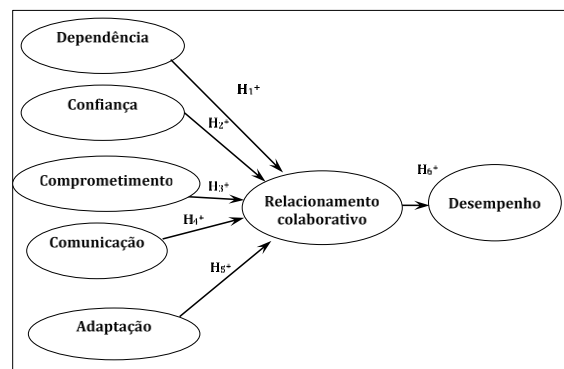 Dependência
H₁⁺
Confiança
H₂⁺
Comprometimento
H₃⁺
H₄⁺
Comunicação
H₅⁺
Adaptação
Relacionamento
colaborativo
H₆⁺
Desempenho